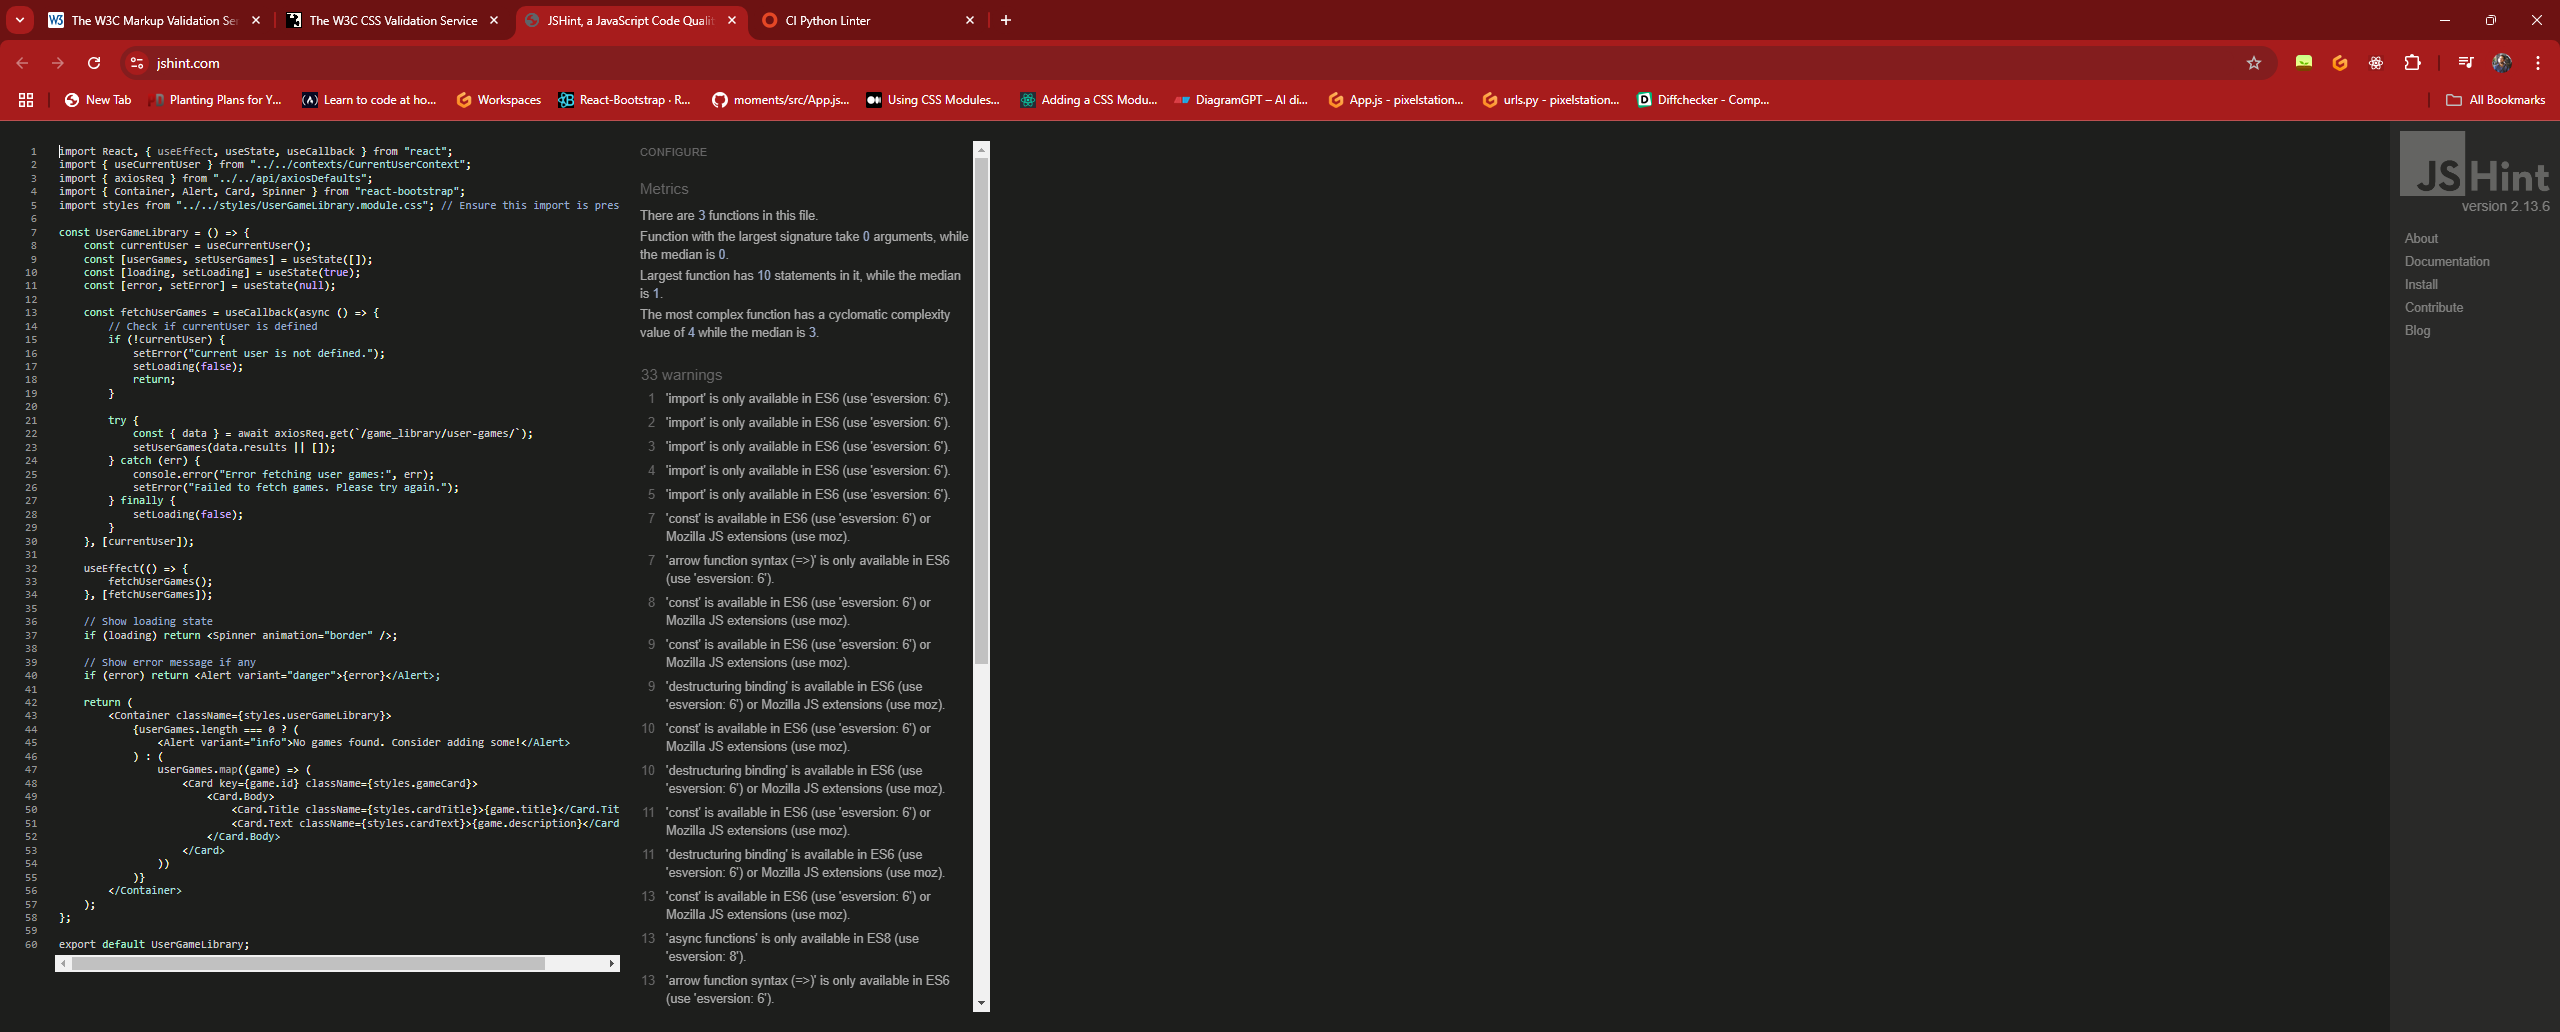 The W3C Markup Validation Se
The W3C CSS Validation Service
JSHint, a JavaScript Code Qualit
CI Python Linter
jshint.com
New Tab
Planting Plans for Y...
Learn to code at ho...
Workspaces
React-Bootstrap · R...
moments/src/App.js...
Using CSS Modules...
Adding a CSS Modu...
DiagramGPT – AI di...
App.js - pixelstation...
urls.py - pixelstation...
Diffchecker - Comp...
All Bookmarks
1 import React, { useEffect, useState, useCallback } from "react";
2 import { useCurrentUser } from "../../contexts/CurrentUserContext";
3 import { axiosReq } from "../../api/axiosDefaults";
4 import { Container, Alert, Card, Spinner } from "react-bootstrap";
5 import styles from "../../styles/UserGameLibrary.module.css"; // Ensure this import is pres
6
7 const UserGameLibrary = () => {
8 const currentUser = useCurrentUser();
9 const [userGames, setUserGames] = useState([]);
10 const [loading, setLoading] = useState(true);
11 const [error, setError] = useState(null);
12
13 const fetchUserGames = useCallback(async () => {
14 // Check if currentUser is defined
15 if (!currentUser) {
16 setError("Current user is not defined.");
17 setLoading(false);
18 return;
19 }
20
21 try {
22 const { data } = await axiosReq.get(`/game_library/user-games/`);
23 setUserGames(data.results || []);
24 } catch (err) {
25 console.error("Error fetching user games:", err);
26 setError("Failed to fetch games. Please try again.");
27 } finally {
28 setLoading(false);
29 }
30 }, [currentUser]);
31
32 useEffect(() => {
33 fetchUserGames();
34 }, [fetchUserGames]);
35
36 // Show loading state
37 if (loading) return <Spinner animation="border" />;
38
39 // Show error message if any
40 if (error) return <Alert variant="danger">{error}</Alert>;
41
42 return (
43 <Container className={styles.userGameLibrary}>
44 {userGames.length === 0 ? (
45 <Alert variant="info">No games found. Consider adding some!</Alert>
46 ) : (
47 userGames.map((game) => (
48 <Card key={game.id} className={styles.gameCard}>
49 <Card.Body>
50 <Card.Title className={styles.cardTitle}>{game.title}</Card.Tit
51 <Card.Text className={styles.cardText}>{game.description}</Card
52 </Card.Body>
53 </Card>
54 ))
55 )}
56 </Container>
57 );
58 };
59
60 export default UserGameLibrary;
CONFIGURE
Metrics
There are 3 functions in this file.
Function with the largest signature take 0 arguments, while
the median is 0.
Largest function has 10 statements in it, while the median
is 1.
The most complex function has a cyclomatic complexity
value of 4 while the median is 3.
33 warnings
1 'import' is only available in ES6 (use 'esversion: 6').
2 'import' is only available in ES6 (use 'esversion: 6').
3 'import' is only available in ES6 (use 'esversion: 6').
4 'import' is only available in ES6 (use 'esversion: 6').
5 'import' is only available in ES6 (use 'esversion: 6').
7 'const' is available in ES6 (use 'esversion: 6') or
Mozilla JS extensions (use moz).
7 'arrow function syntax (=>)' is only available in ES6
(use 'esversion: 6').
8 'const' is available in ES6 (use 'esversion: 6') or
Mozilla JS extensions (use moz).
9 'const' is available in ES6 (use 'esversion: 6') or
Mozilla JS extensions (use moz).
9 'destructuring binding' is available in ES6 (use
'esversion: 6') or Mozilla JS extensions (use moz).
10 'const' is available in ES6 (use 'esversion: 6') or
Mozilla JS extensions (use moz).
10 'destructuring binding' is available in ES6 (use
'esversion: 6') or Mozilla JS extensions (use moz).
11 'const' is available in ES6 (use 'esversion: 6') or
Mozilla JS extensions (use moz).
11 'destructuring binding' is available in ES6 (use
'esversion: 6') or Mozilla JS extensions (use moz).
13 'const' is available in ES6 (use 'esversion: 6') or
Mozilla JS extensions (use moz).
13 'async functions' is only available in ES8 (use
'esversion: 8').
13 'arrow function syntax (=>)' is only available in ES6
(use 'esversion: 6').
JSHint
version 2.13.6
About
Documentation
Install
Contribute
Blog